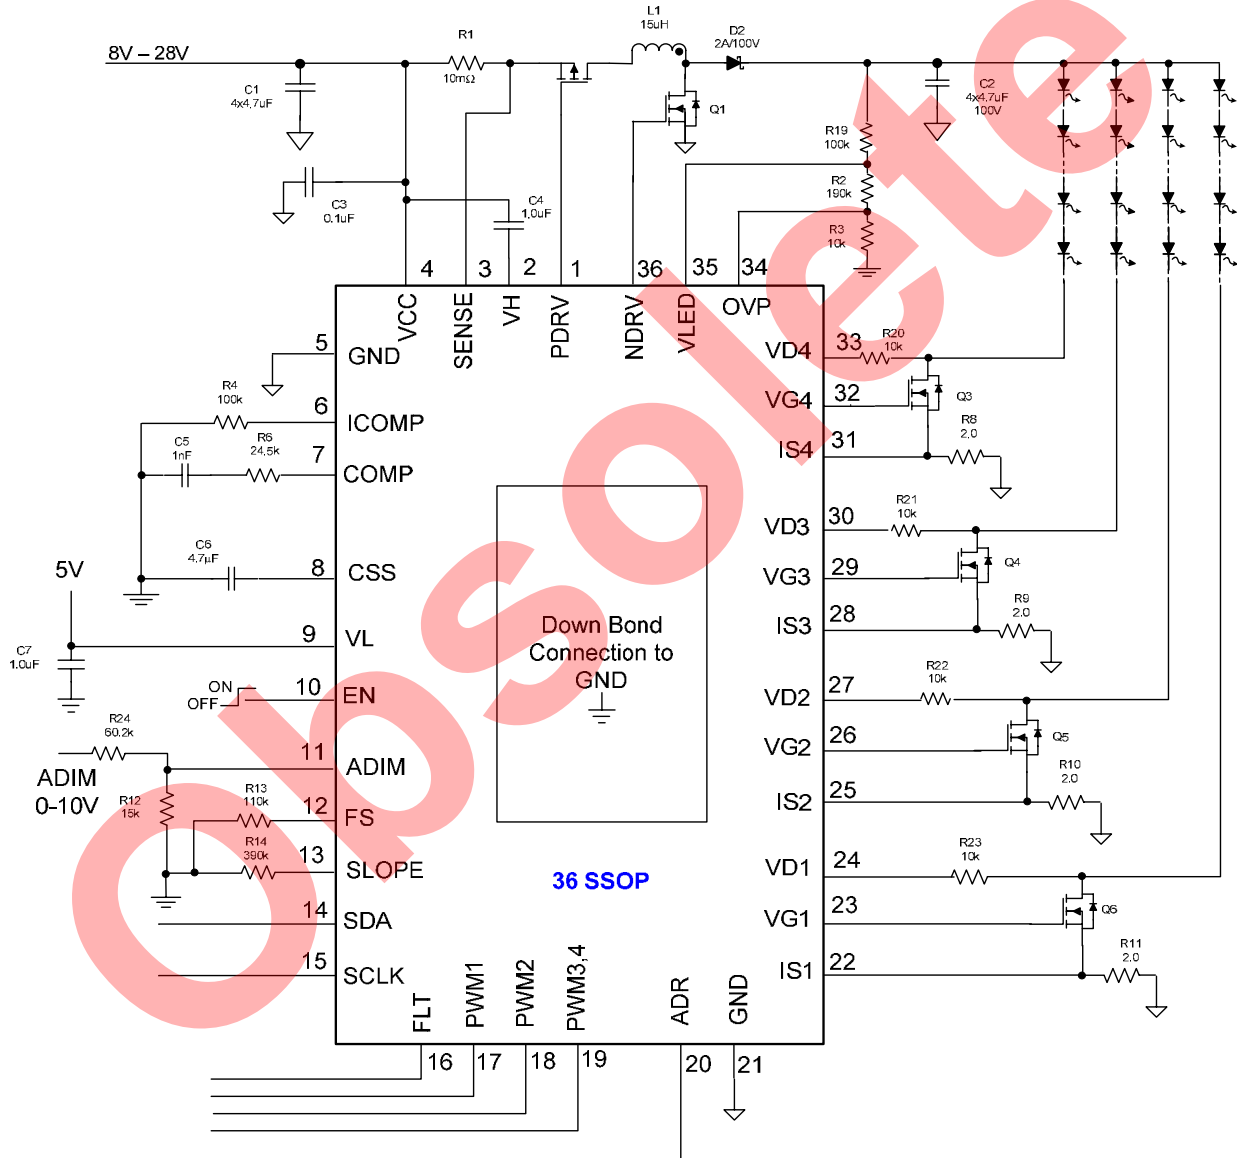 L1
15uH
D2
2A/100V
R1
10mΩ
8V – 28V
C1
4x4.7uF
C2
4x4.7uF
100V
Q1
R19
100k
R2
190k
R3
10k
C3
0.1uF
C4
1.0uF
4
3
2
1
36
35
34
VCC
SENSE
VH
PDRV
NDRV
VLED
OVP
5
GND
R4
100k
6
ICOMP
C5
1nF
R6
24.5k
7
COMP
C6
4.7µF
8
CSS
5V
C7
1.0uF
9
VL
ON
OFF
10
EN
R24
60.2k
11
ADIM
ADIM
0-10V
R12
15k
R13
110k
12
FS
R14
390k
13
SLOPE
14
SDA
15
SCLK
VD4
33
R20
10k
VG4
32
Q3
R8
2.0
IS4
31
VD3
30
R21
10k
VG3
29
Q4
R9
2.0
IS3
28
VD2
27
R22
10k
VG2
26
Q5
R10
2.0
IS2
25
VD1
24
R23
10k
VG1
23
Q6
R11
2.0
IS1
22
Down Bond
Connection to
GND
36 SSOP
FLT
PWM1
PWM2
PWM3,4
ADR
GND
16
17
18
19
20
21
Obsolete